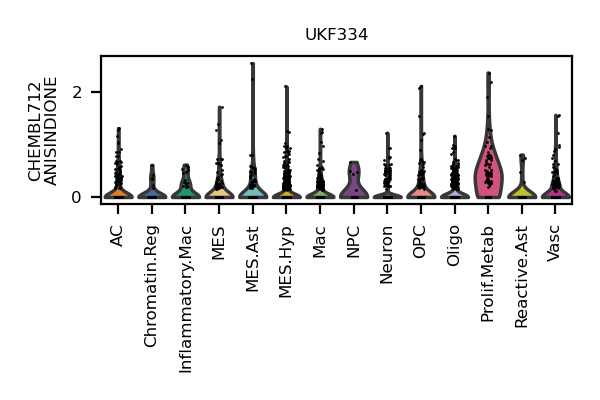 UKF334
CHEMBL712
ANISINDIONE
2
0
AC
Chromatin.Reg
Inflammatory.Mac
MES
MES.Ast
MES.Hyp
Mac
NPC
Neuron
OPC
Oligo
Prolif.Metab
Reactive.Ast
Vasc